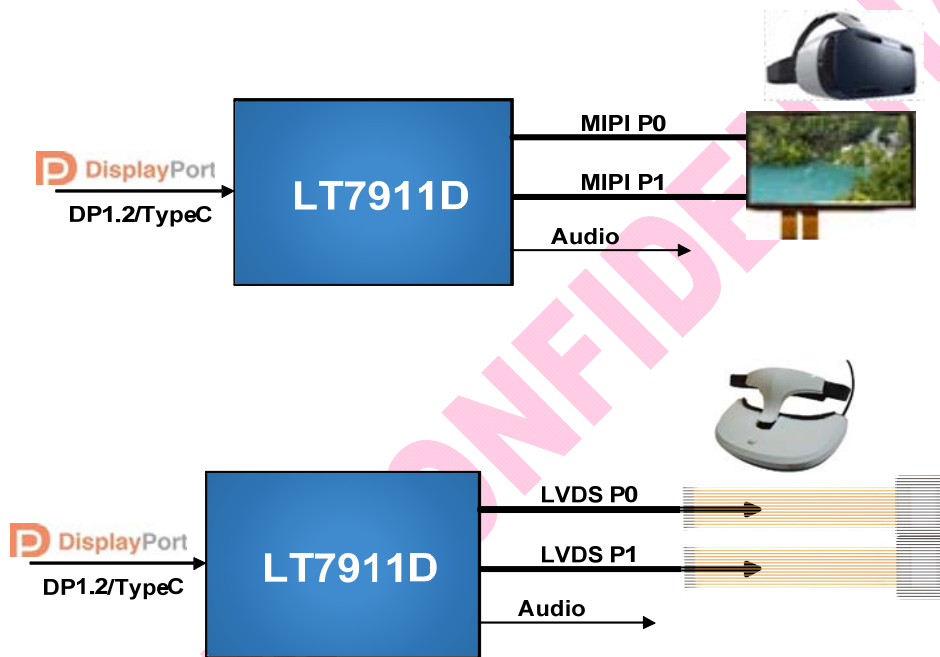 MIPI P0
DisplayPort
LT7911D
MIPI P1
DP1.2/TypeC
Audio
CONFIDENTIAL
LVDS P0
DisplayPort
LT7911D
LVDS P1
DP1.2/TypeC
Audio